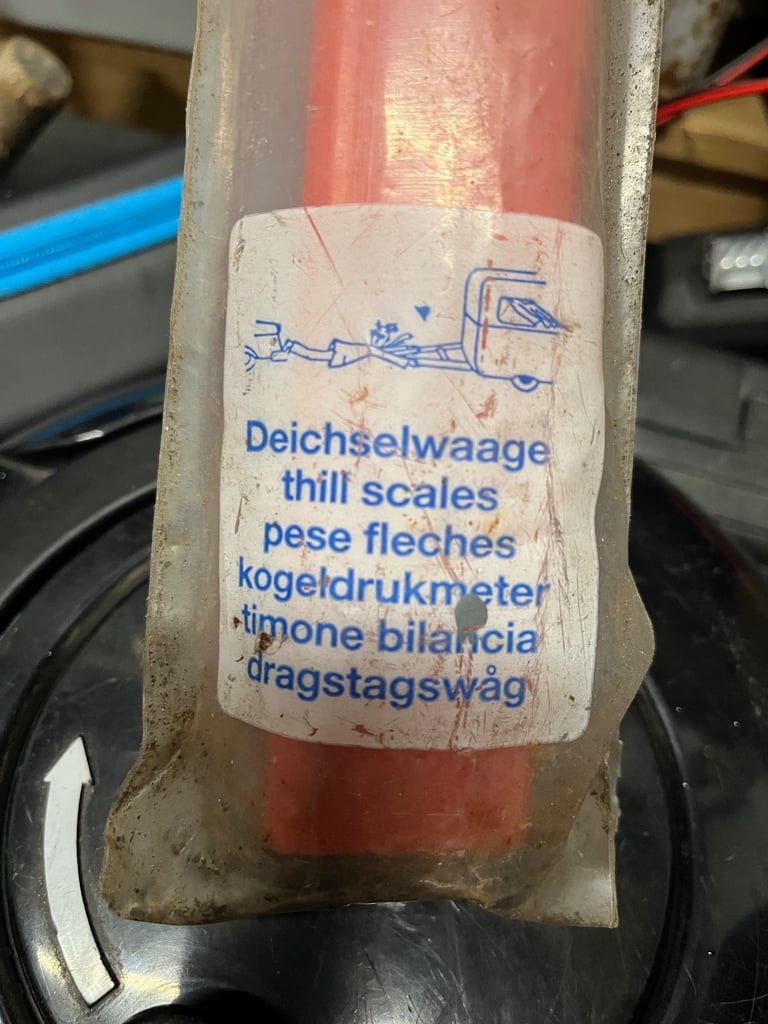 Deichselwaage
thill scales
pese fleches
kogeldrukmeter
timone bilancia
dragstagswåg